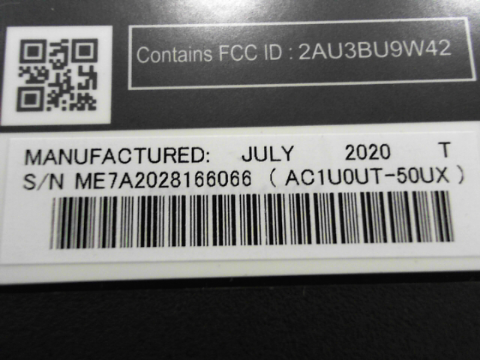 Contains FCC ID : 2AU3BU9W42
MANUFACTURED: JULY 2020 T
S/N ME7A2028166066 ( AC1U0UT-50UX )